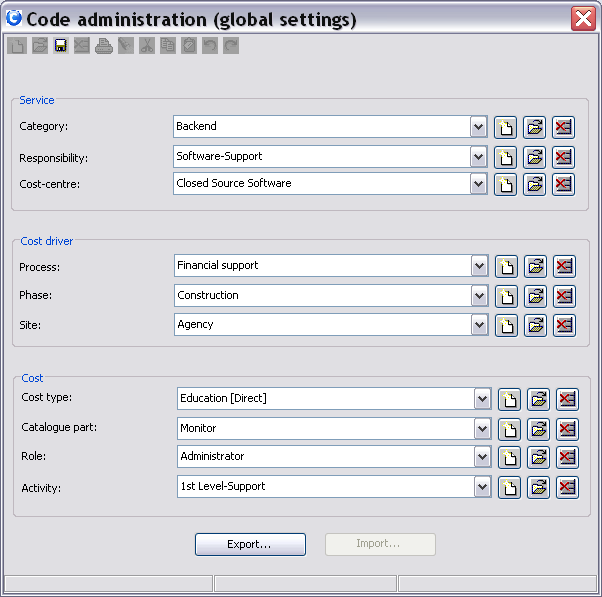 Code administration (global settings)
Service
Category: Backend
Responsibility: Software-Support
Cost-centre: Closed Source Software
Cost driver
Process: Financial support
Phase: Construction
Site: Agency
Cost
Cost type: Education [Direct]
Catalogue part: Monitor
Role: Administrator
Activity: 1st Level-Support
Export... Import...